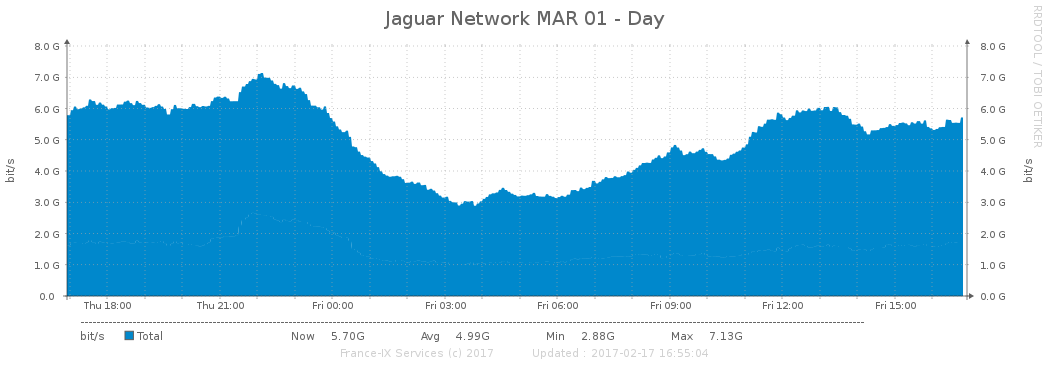 Jaguar Network MAR 01 - Day
RRDTOOL / TOBI OETIKER
bit/s
8.0 G
7.0 G
6.0 G
5.0 G
4.0 G
3.0 G
2.0 G
1.0 G
0.0
8.0 G
7.0 G
6.0 G
5.0 G
4.0 G
3.0 G
2.0 G
1.0 G
0.0 G
bit/s
Thu 18:00 Thu 21:00 Fri 00:00 Fri 03:00 Fri 06:00 Fri 09:00 Fri 12:00 Fri 15:00
bit/s Total Now 5.70G Avg 4.99G Min 2.88G Max 7.13G
France-IX Services (c) 2017 Updated : 2017-02-17 16:55:04